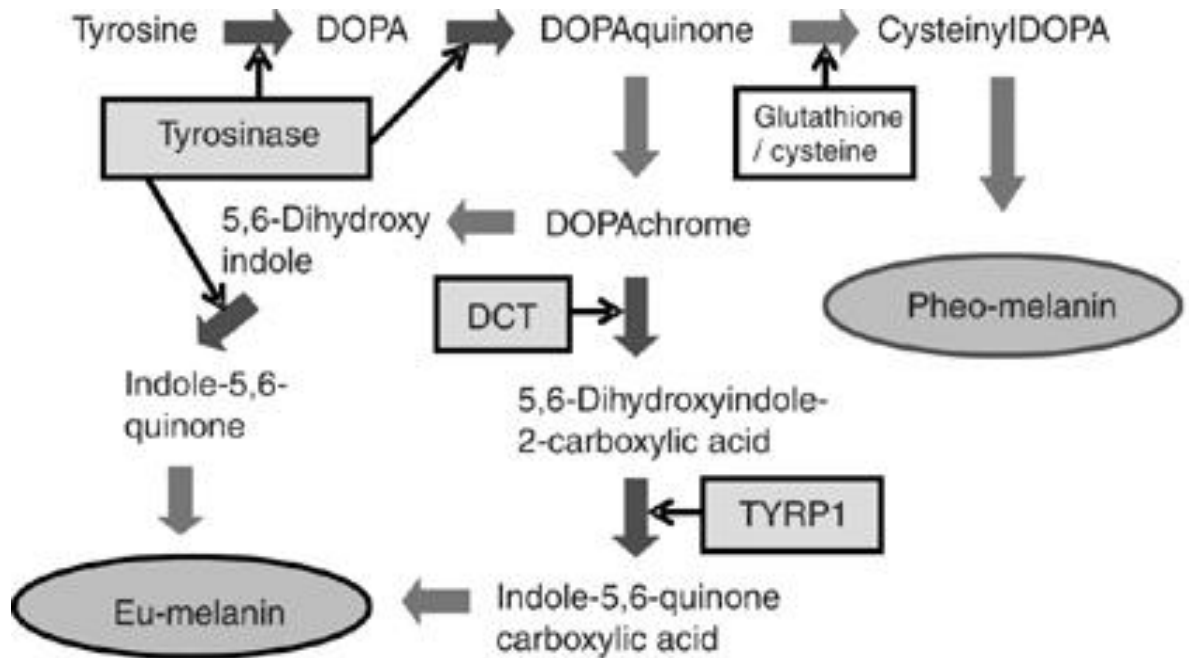 Tyrosine DOPA DOPAquinone CysteinylDOPA
Tyrosinase
Glutathione
/ cysteine
5,6-Dihydroxy
indole
DOPAchrome
DCT
Pheo-melanin
Indole-5,6-
quinone
5,6-Dihydroxyindole-
2-carboxylic acid
TYRP1
Eu-melanin
Indole-5,6-quinone
carboxylic acid